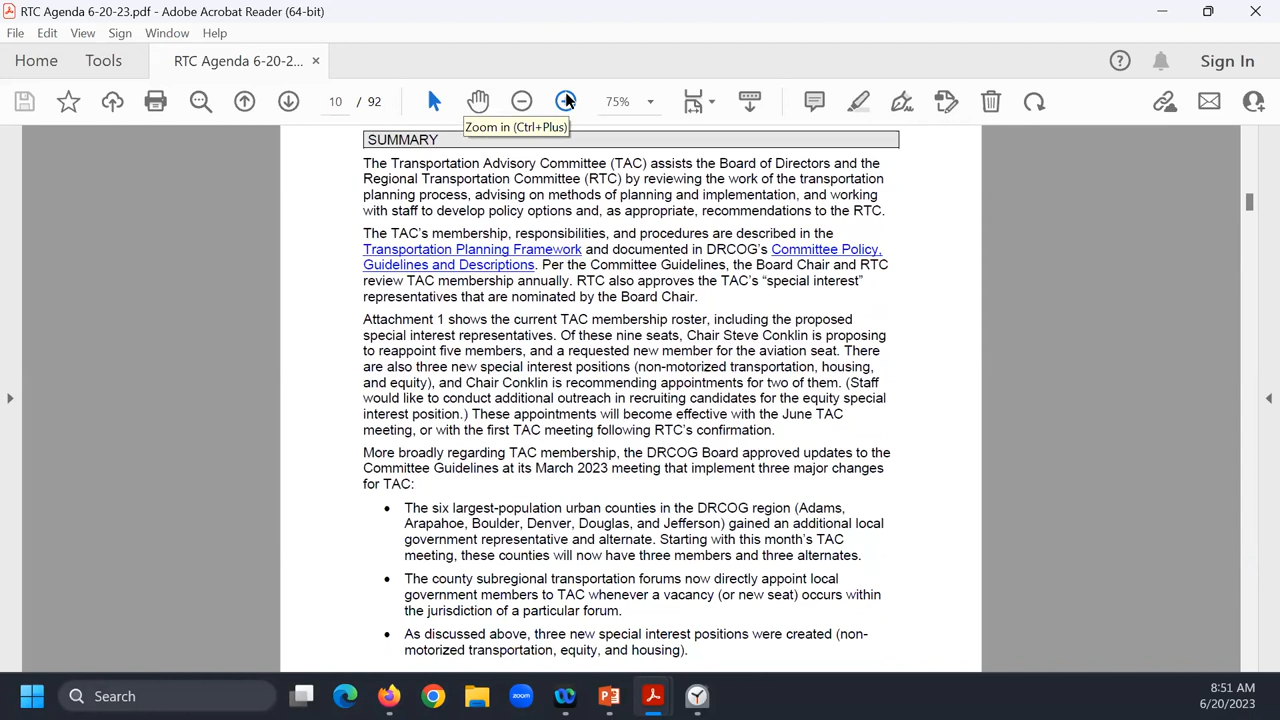 RTC Agenda 6-20-23.pdf - Adobe Acrobat Reader (64-bit)
File Edit View Sign Window Help
Home Tools RTC Agenda 6-20-2... × Sign In
10 / 92 75%
Zoom in (Ctrl+Plus)
SUMMARY
The Transportation Advisory Committee (TAC) assists the Board of Directors and the
Regional Transportation Committee (RTC) by reviewing the work of the transportation
planning process, advising on methods of planning and implementation, and working
with staff to develop policy options and, as appropriate, recommendations to the RTC.
The TAC's membership, responsibilities, and procedures are described in the
Transportation Planning Framework and documented in DRCOG's Committee Policy,
Guidelines and Descriptions. Per the Committee Guidelines, the Board Chair and RTC
review TAC membership annually. RTC also approves the TAC's “special interest”
representatives that are nominated by the Board Chair.
Attachment 1 shows the current TAC membership roster, including the proposed
special interest representatives. Of these nine seats, Chair Steve Conklin is proposing
to reappoint five members, and a requested new member for the aviation seat. There
are also three new special interest positions (non-motorized transportation, housing,
and equity), and Chair Conklin is recommending appointments for two of them. (Staff
would like to conduct additional outreach in recruiting candidates for the equity special
interest position.) These appointments will become effective with the June TAC
meeting, or with the first TAC meeting following RTC's confirmation.
More broadly regarding TAC membership, the DRCOG Board approved updates to the
Committee Guidelines at its March 2023 meeting that implement three major changes
for TAC:
• The six largest-population urban counties in the DRCOG region (Adams,
Arapahoe, Boulder, Denver, Douglas, and Jefferson) gained an additional local
government representative and alternate. Starting with this month's TAC
meeting, these counties will now have three members and three alternates.
• The county subregional transportation forums now directly appoint local
government members to TAC whenever a vacancy (or new seat) occurs within
the jurisdiction of a particular forum.
• As discussed above, three new special interest positions were created (non-
motorized transportation, equity, and housing).
Search
zoom
8:51 AM
6/20/2023